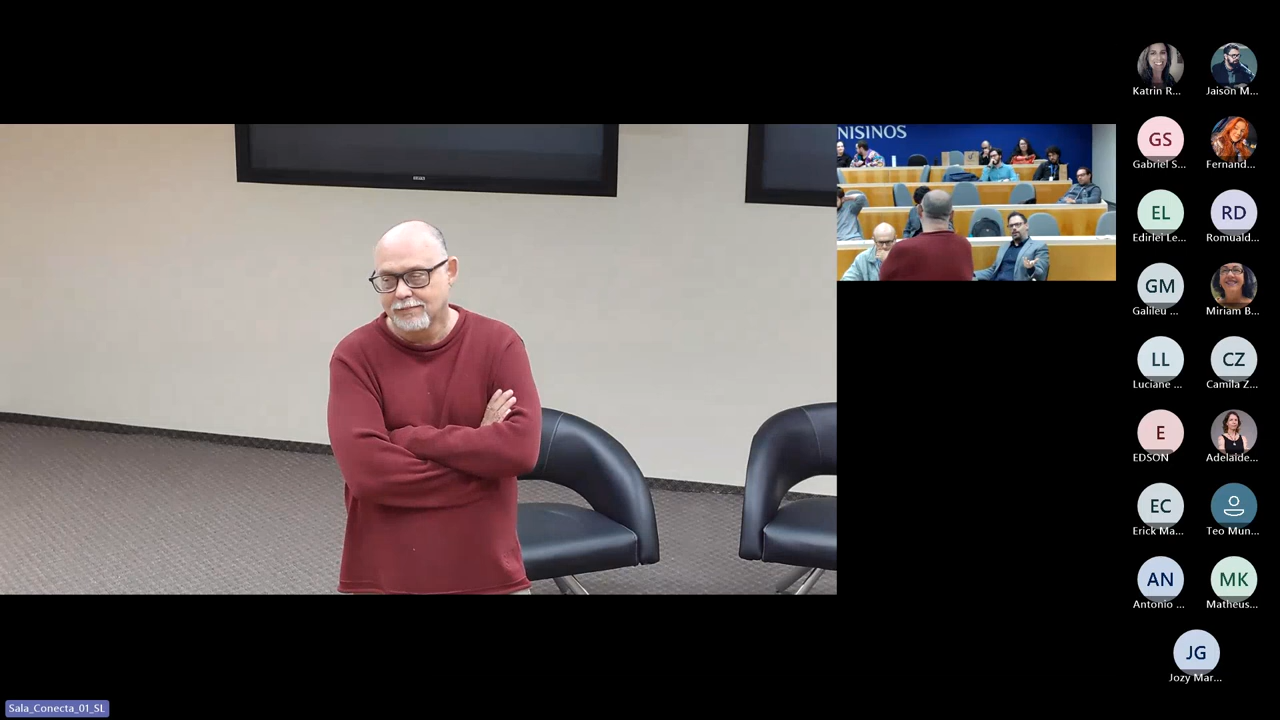 NISINOS
Katrin R...
Jaison M...
GS
Gabriel S...
Fernand...
EL
Edirlei Le...
RD
Romuald...
GM
Galileu ...
Miriam B...
LL
Luciane ...
CZ
Camila Z...
E
EDSON
Adelaide...
EC
Erick Ma...
Teo Mun...
AN
Antonio ...
MK
Matheus...
JG
Jozy Mar...
Sala_Conecta_01_SL